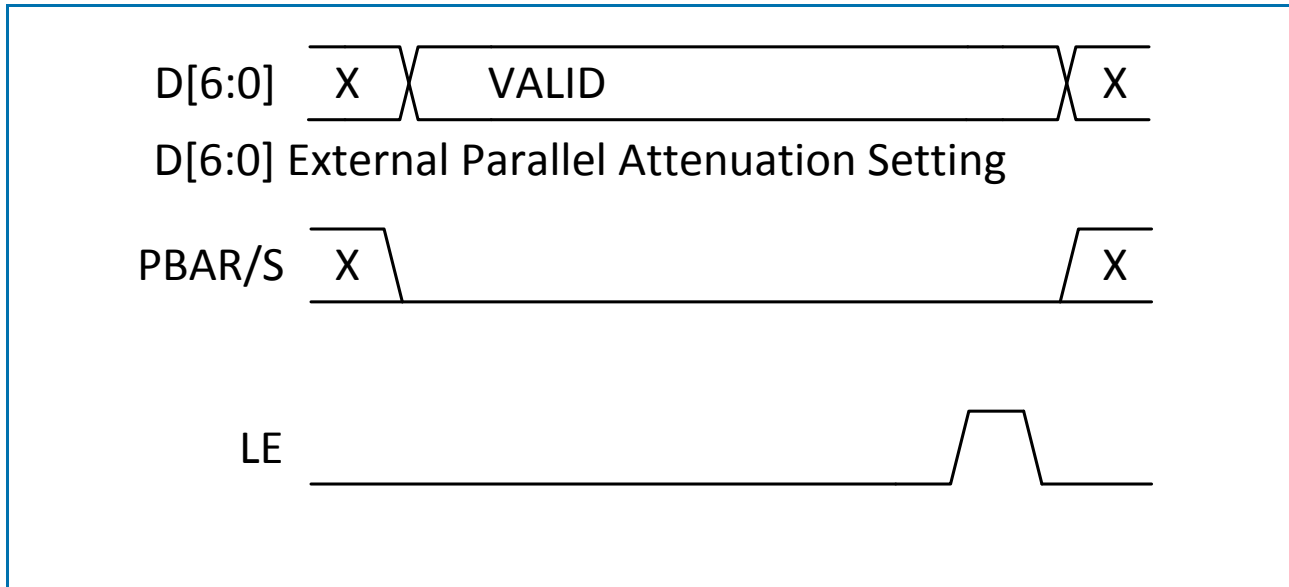 D[6:0] X VALID X
D[6:0] External Parallel Attenuation Setting
PBAR/S X X
LE